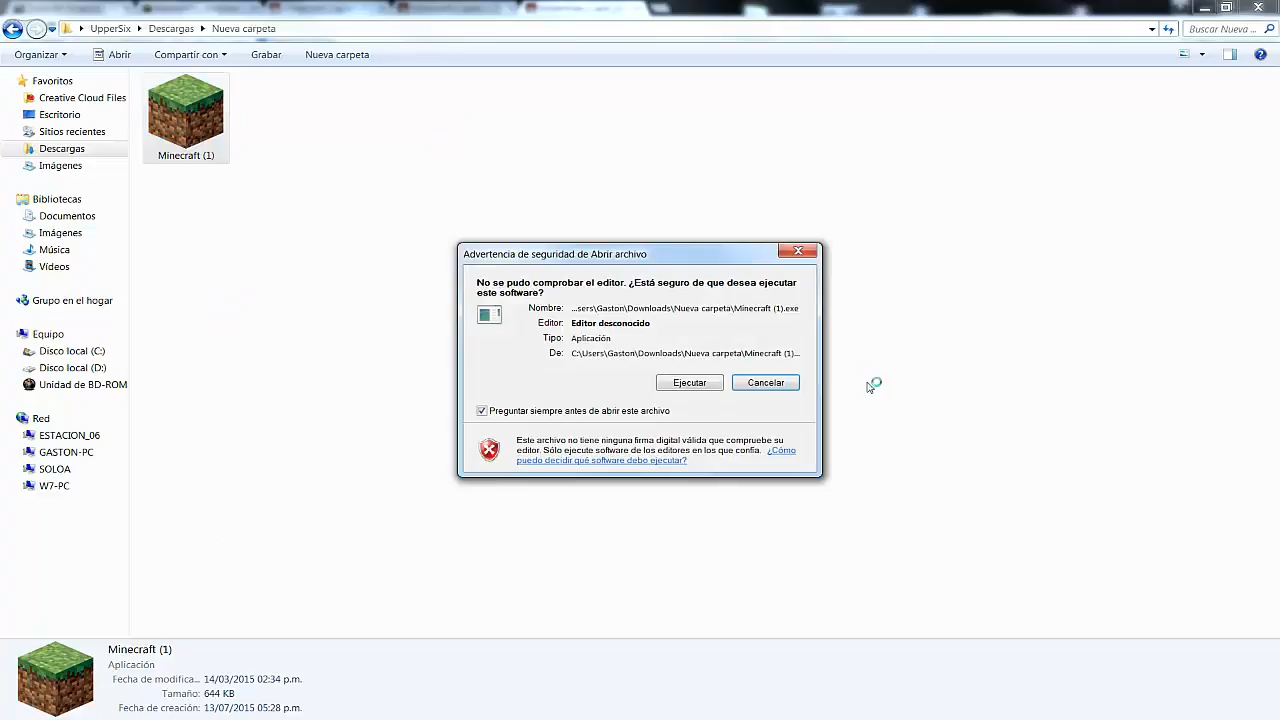 UpperSix Descargas Nueva carpeta
Buscar Nueva ...
Organizar Abrir Compartir con Grabar Nueva carpeta
Favoritos
Creative Cloud Files
Escritorio
Sitios recientes
Descargas
Imágenes
Bibliotecas
Documentos
Imágenes
Música
Vídeos
Grupo en el hogar
Equipo
Disco local (C:)
Disco local (D:)
Unidad de BD-ROM
Red
ESTACION_06
GASTON-PC
SOLOA
W7-PC
Minecraft (1)
Advertencia de seguridad de Abrir archivo
No se pudo comprobar el editor. ¿Está seguro de que desea ejecutar
este software?
Nombre: ...sers\Gaston\Downloads\Nueva carpeta\Minecraft (1).exe
Editor: Editor desconocido
Tipo: Aplicación
De: C:\Users\Gaston\Downloads\Nueva carpeta\Minecraft (1)...
Ejecutar Cancelar
Preguntar siempre antes de abrir este archivo
Este archivo no tiene ninguna firma digital válida que compruebe su
editor. Sólo ejecute software de los editores en los que confía. ¿Cómo
puedo decidir qué software debo ejecutar?
Minecraft (1)
Aplicación
Fecha de modifica... 14/03/2015 02:34 p.m.
Tamaño: 644 KB
Fecha de creación: 13/07/2015 05:28 p.m.